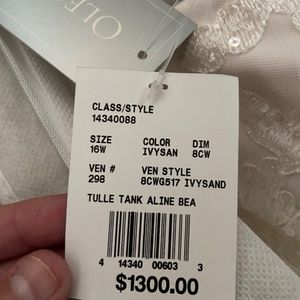 OLE
CLASS/STYLE
14340088
SIZE COLOR DIM
16W IVYSAN 8CW
VEN # VEN STYLE
298 8CWG517 IVYSAND
TULLE TANK ALINE BEA
4 14340 00603 3
$1300.00